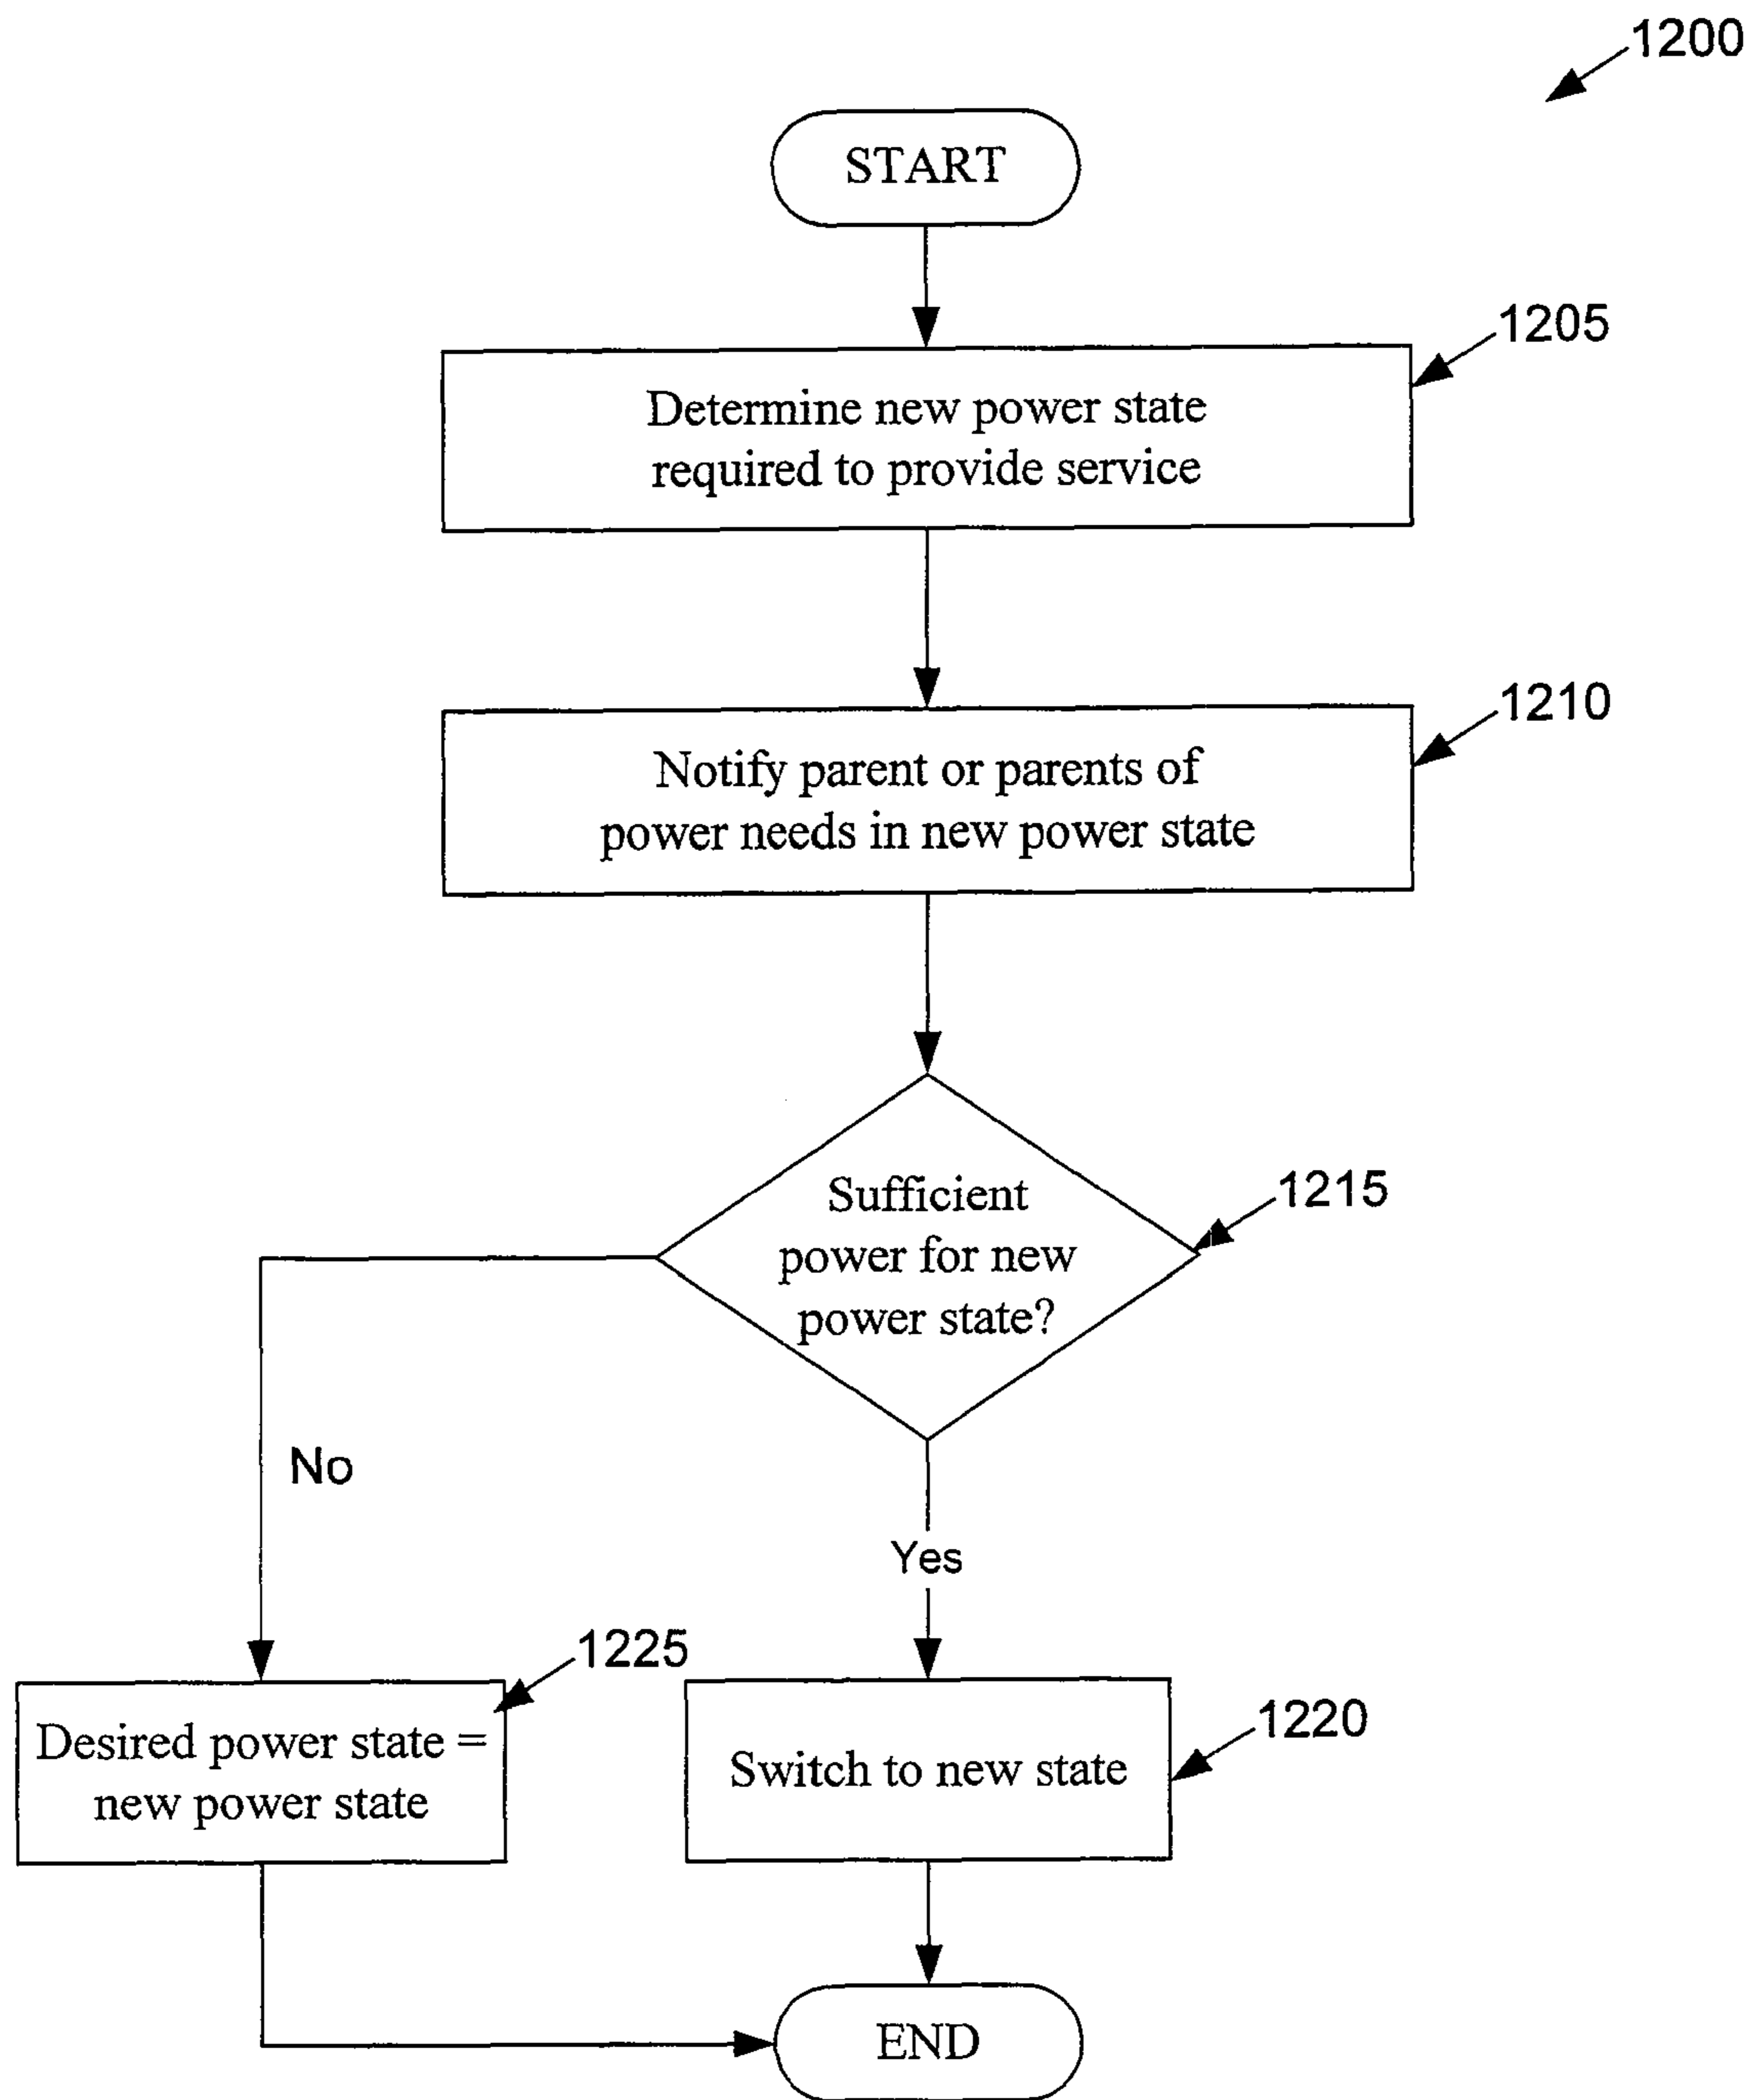 1200
START
1205
Determine new power state
required to provide service
1210
Notify parent or parents of
power needs in new power state
1215
Sufficient
power for new
power state?
No
Yes
1225
Desired power state =
new power state
1220
Switch to new state
END